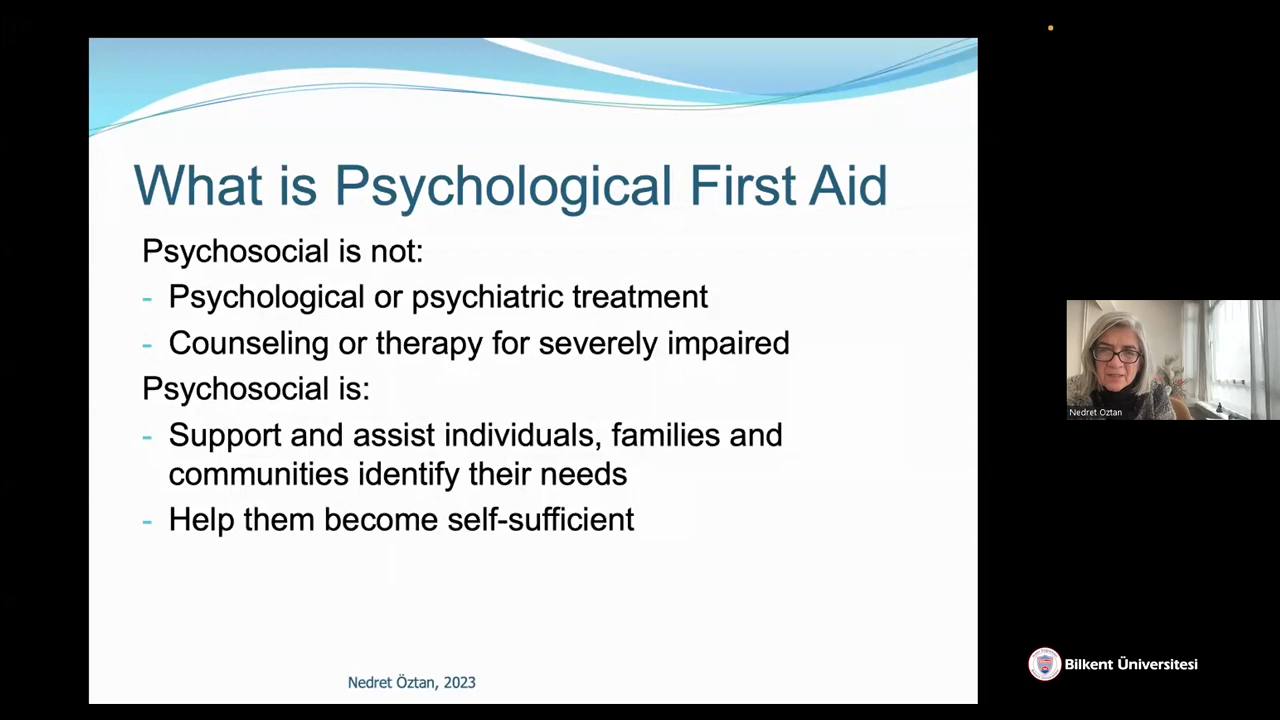 What is Psychological First Aid
Psychosocial is not:
- Psychological or psychiatric treatment
- Counseling or therapy for severely impaired
Psychosocial is:
- Support and assist individuals, families and
communities identify their needs
- Help them become self-sufficient
Nedret Öztan, 2023
Nedret Oztan
Bilkent Üniversitesi